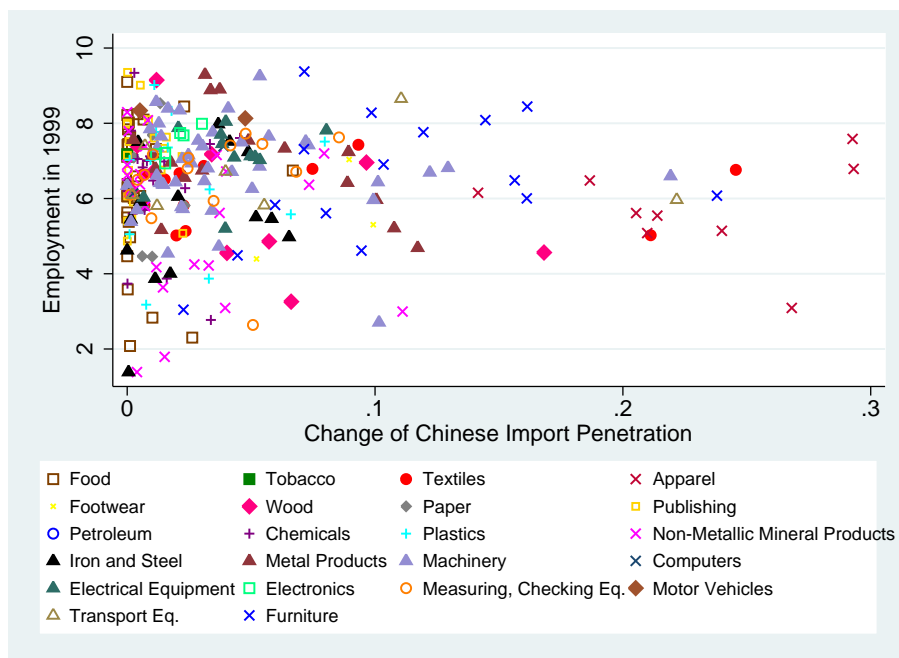 Employment in 1999
10
8
6
4
2
0 .1 .2 .3
Change of Chinese Import Penetration
Food Tobacco Textiles Apparel
Footwear Wood Paper Publishing
Petroleum Chemicals Plastics Non-Metallic Mineral Products
Iron and Steel Metal Products Machinery Computers
Electrical Equipment Electronics Measuring, Checking Eq. Motor Vehicles
Transport Eq. Furniture